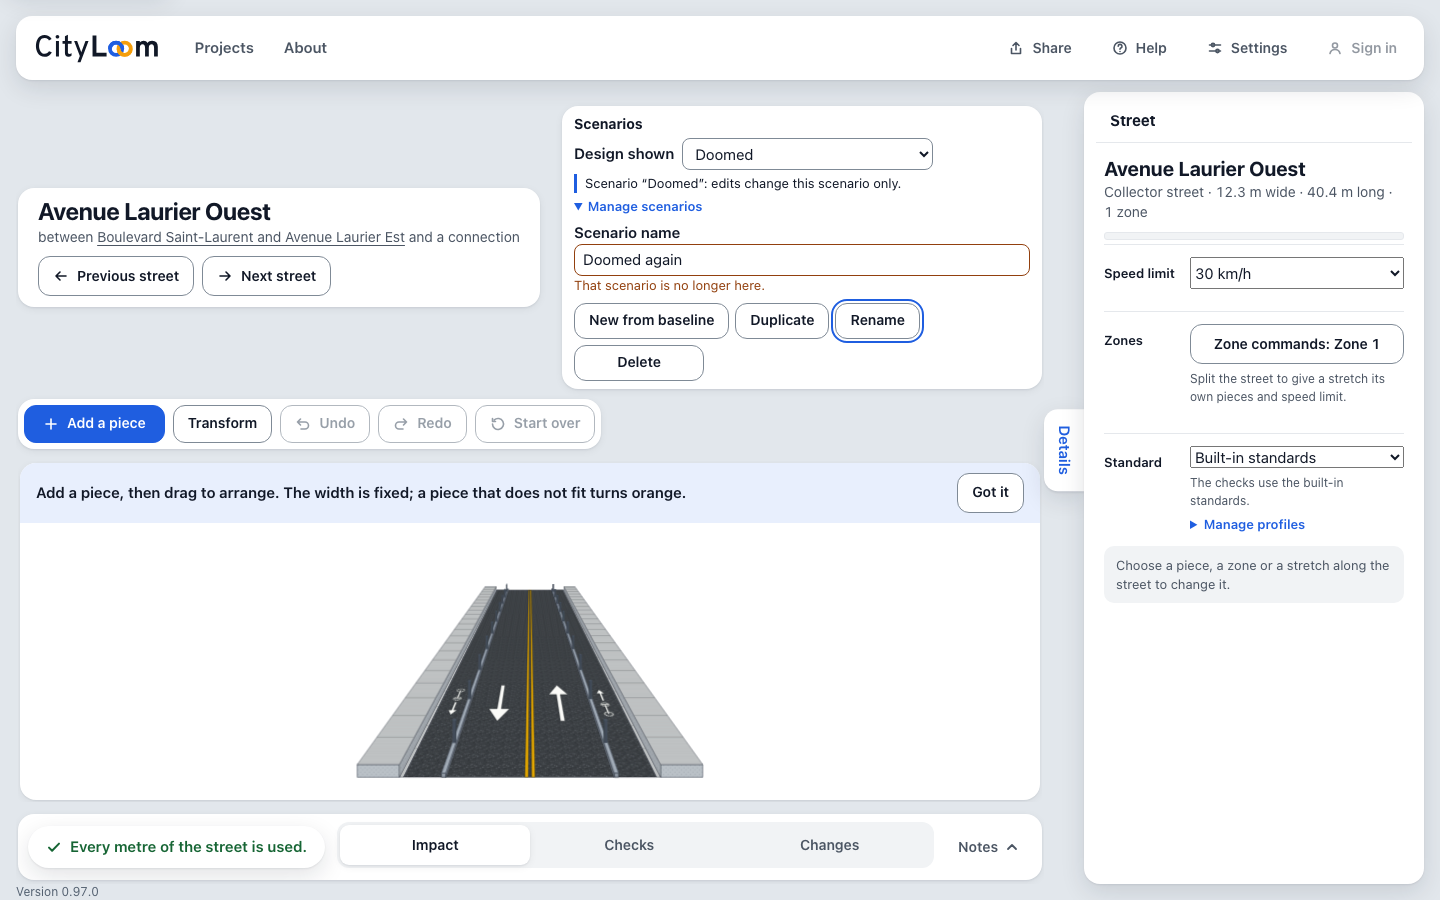 CityLoom
Projects
About
Share
Help
Settings
Sign in
Avenue Laurier Ouest
between Boulevard Saint-Laurent and Avenue Laurier Est and a connection
Previous street
Next street
Scenarios
Design shown
Doomed
Scenario “Doomed”: edits change this scenario only.
Manage scenarios
Scenario name
Doomed again
That scenario is no longer here.
New from baseline
Duplicate
Rename
Delete
Add a piece
Transform
Undo
Redo
Start over
Add a piece, then drag to arrange. The width is fixed; a piece that does not fit turns orange.
Got it
Every metre of the street is used.
Impact
Checks
Changes
Notes
Version 0.97.0
Details
Street
Avenue Laurier Ouest
Collector street · 12.3 m wide · 40.4 m long ·
1 zone
Speed limit
30 km/h
Zones
Zone commands: Zone 1
Split the street to give a stretch its
own pieces and speed limit.
Standard
Built-in standards
The checks use the built-in
standards.
Manage profiles
Choose a piece, a zone or a stretch along the
street to change it.